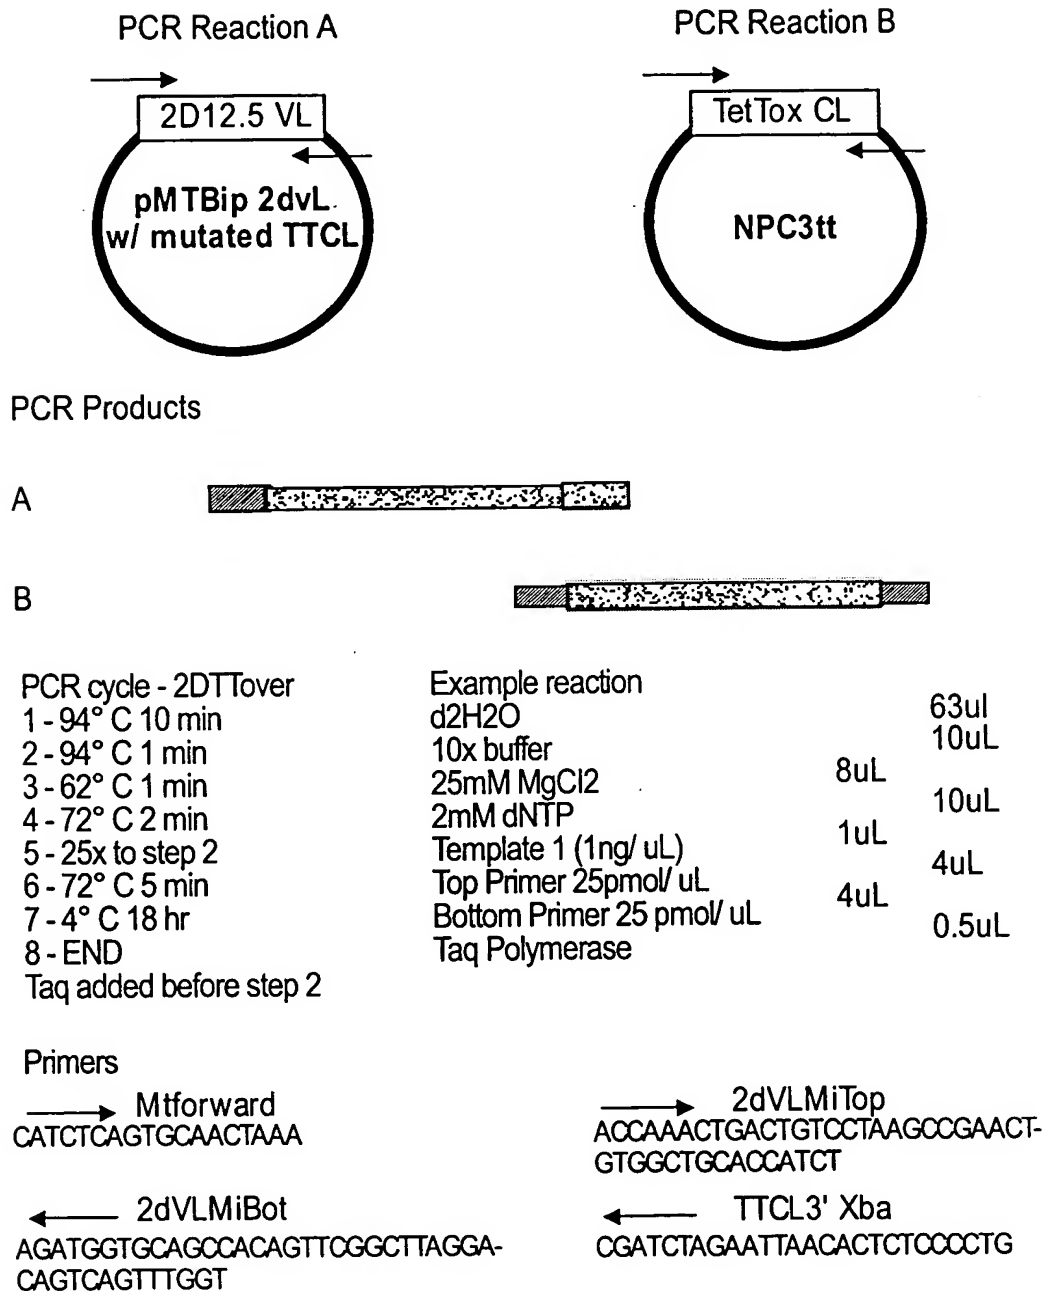 PCR Reaction A
PCR Reaction B
2D12.5 VL
TetTox CL
pMTBip 2dvL
w/ mutated TTCL
NPC3tt
PCR Products
A
B
PCR cycle - 2DTTover
1 - 94° C 10 min
2 - 94° C 1 min
3 - 62° C 1 min
4 - 72° C 2 min
5 - 25x to step 2
6 - 72° C 5 min
7 - 4° C 18 hr
8 - END
Taq added before step 2
Example reaction
d2H2O 63ul
10x buffer 10uL
25mM MgCl2 8uL
2mM dNTP 10uL
Template 1 (1ng/ uL) 1uL
Top Primer 25pmol/ uL 4uL
Bottom Primer 25 pmol/ uL 4uL
Taq Polymerase 0.5uL
Primers
Mtforward
CATCTCAGTGCAACTAAA
2dVLMiTop
ACCAAACTGACTGTCCTAAGCCGAACT-
GTGGCTGCACCATCT
2dVLMiBot
AGATGGTGCAGCCACAGTTCGGCTTAGGA-
CAGTCAGTTTGGT
TTCL3' Xba
CGATCTAGAATTAACACTCTCCCCTG